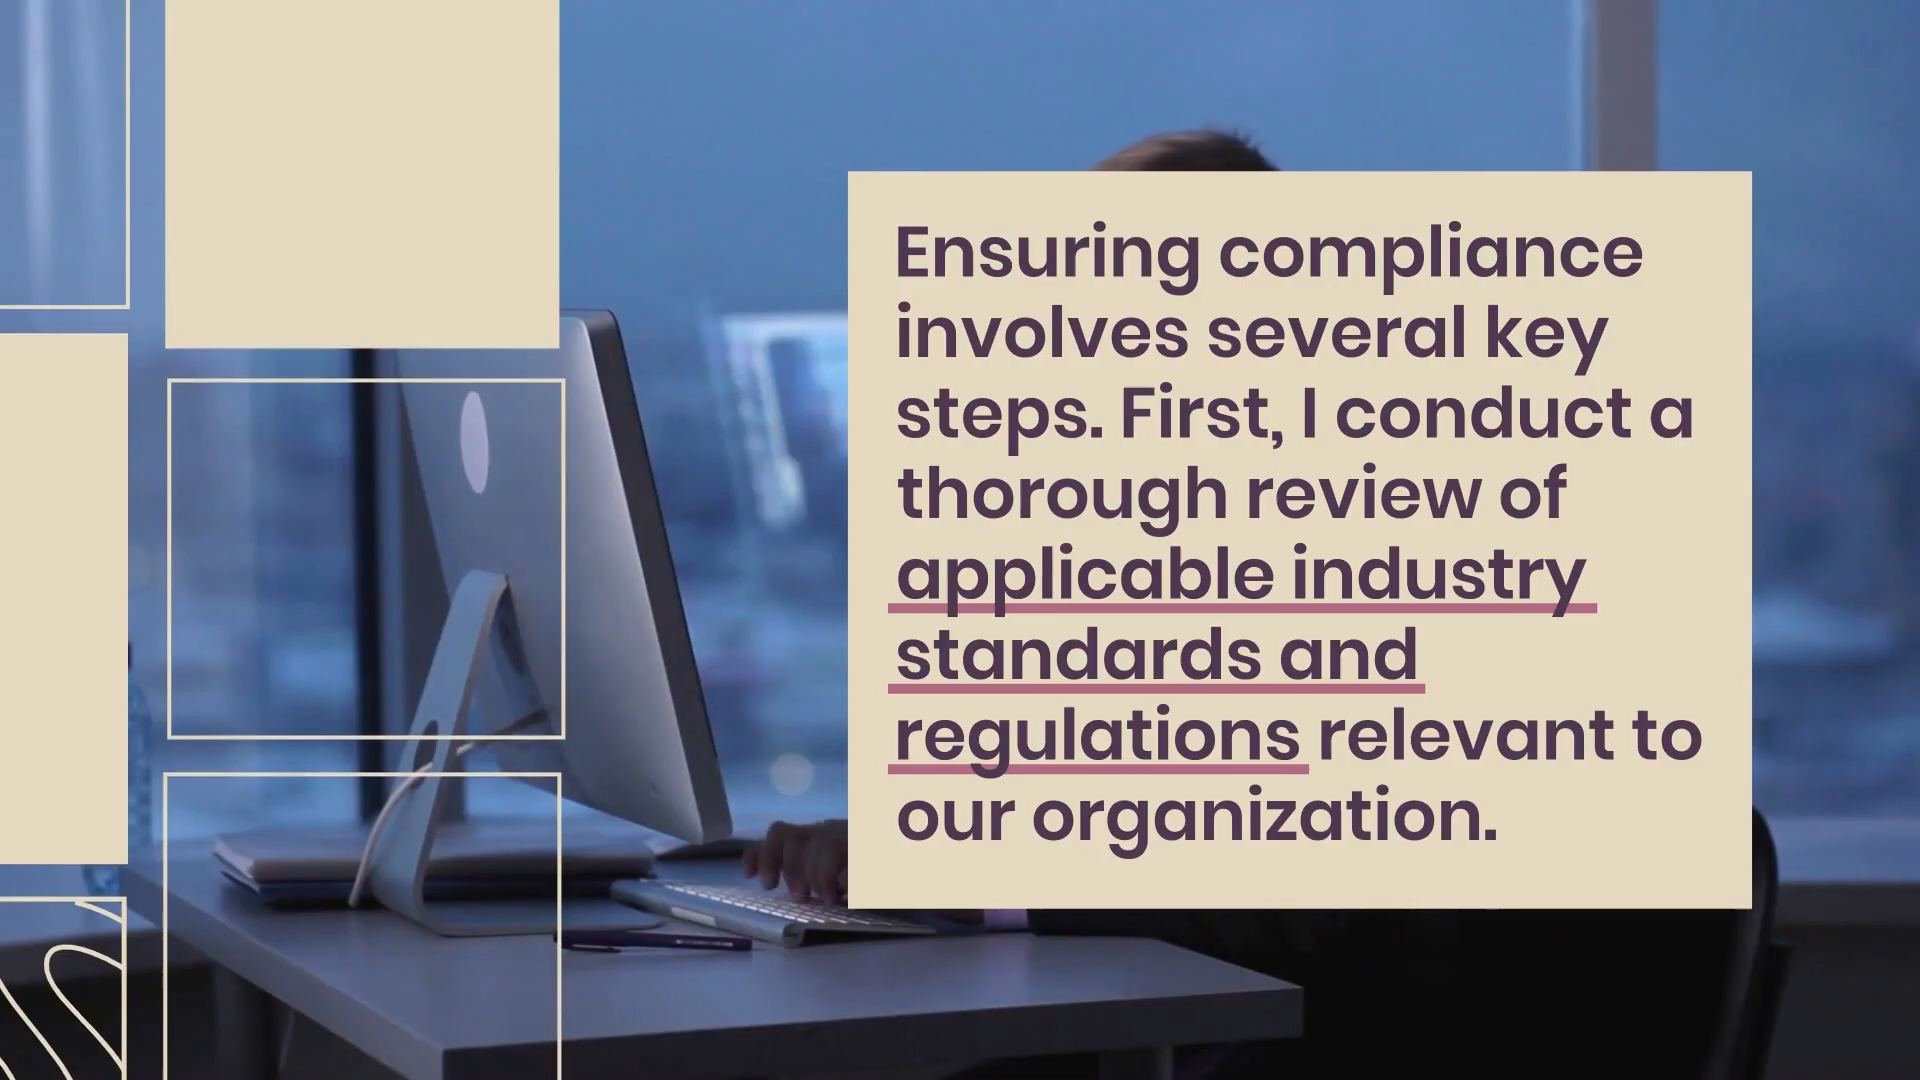 Ensuring compliance
involves several key
steps. First, I conduct a
thorough review of
applicable industry
standards and
regulations relevant to
our organization.